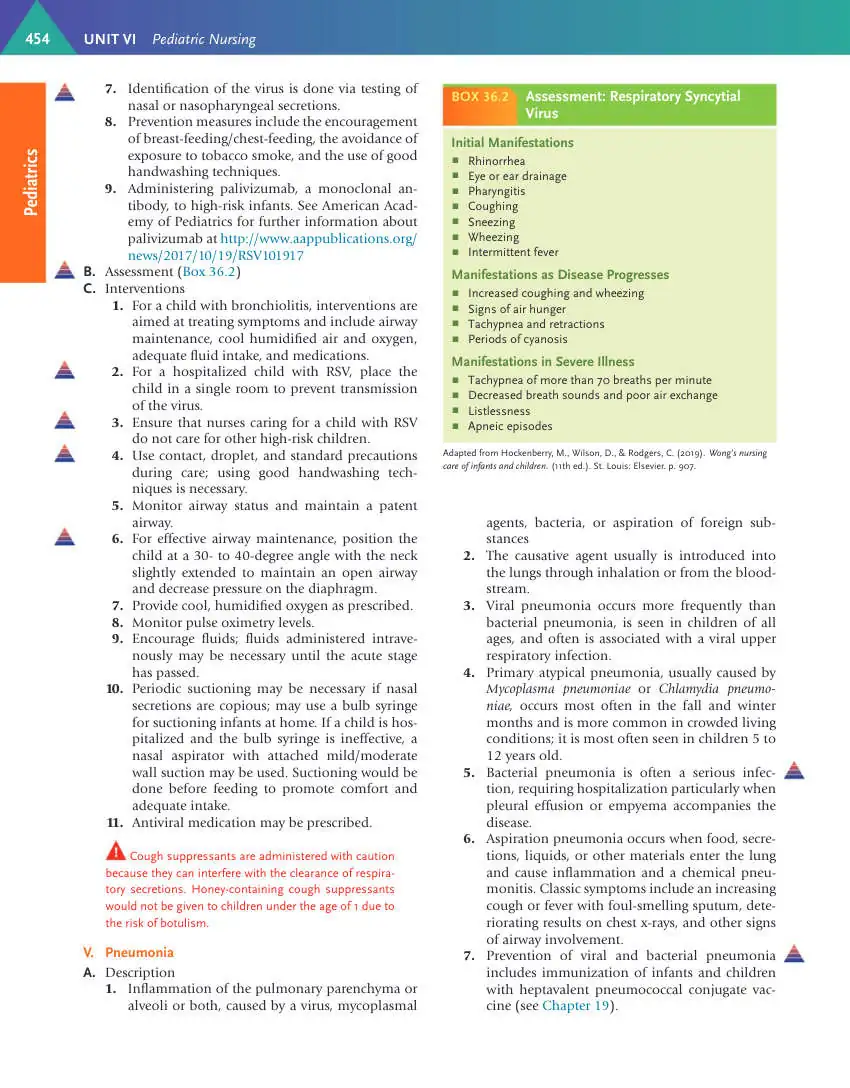 454 UNIT VI Pediatric Nursing
Pediatrics
7. Identification of the virus is done via testing of
nasal or nasopharyngeal secretions.
8. Prevention measures include the encouragement
of breast-feeding/chest-feeding, the avoidance of
exposure to tobacco smoke, and the use of good
handwashing techniques.
9. Administering palivizumab, a monoclonal an-
tibody, to high-risk infants. See American Acad-
emy of Pediatrics for further information about
palivizumab at http://www.aappublications.org/
news/2017/10/19/RSV101917
B. Assessment (Box 36.2)
C. Interventions
1. For a child with bronchiolitis, interventions are
aimed at treating symptoms and include airway
maintenance, cool humidified air and oxygen,
adequate fluid intake, and medications.
2. For a hospitalized child with RSV, place the
child in a single room to prevent transmission
of the virus.
3. Ensure that nurses caring for a child with RSV
do not care for other high-risk children.
4. Use contact, droplet, and standard precautions
during care; using good handwashing tech-
niques is necessary.
5. Monitor airway status and maintain a patent
airway.
6. For effective airway maintenance, position the
child at a 30- to 40-degree angle with the neck
slightly extended to maintain an open airway
and decrease pressure on the diaphragm.
7. Provide cool, humidified oxygen as prescribed.
8. Monitor pulse oximetry levels.
9. Encourage fluids; fluids administered intrave-
nously may be necessary until the acute stage
has passed.
10. Periodic suctioning may be necessary if nasal
secretions are copious; may use a bulb syringe
for suctioning infants at home. If a child is hos-
pitalized and the bulb syringe is ineffective, a
nasal aspirator with attached mild/moderate
wall suction may be used. Suctioning would be
done before feeding to promote comfort and
adequate intake.
11. Antiviral medication may be prescribed.
Cough suppressants are administered with caution
because they can interfere with the clearance of respira-
tory secretions. Honey-containing cough suppressants
would not be given to children under the age of 1 due to
the risk of botulism.
V. Pneumonia
A. Description
1. Inflammation of the pulmonary parenchyma or
alveoli or both, caused by a virus, mycoplasmal
BOX 36.2 Assessment: Respiratory Syncytial
Virus
Initial Manifestations
▪ Rhinorrhea
▪ Eye or ear drainage
▪ Pharyngitis
▪ Coughing
▪ Sneezing
▪ Wheezing
▪ Intermittent fever
Manifestations as Disease Progresses
▪ Increased coughing and wheezing
▪ Signs of air hunger
▪ Tachypnea and retractions
▪ Periods of cyanosis
Manifestations in Severe Illness
▪ Tachypnea of more than 70 breaths per minute
▪ Decreased breath sounds and poor air exchange
▪ Listlessness
▪ Apneic episodes
Adapted from Hockenberry, M., Wilson, D., & Rodgers, C. (2019). Wong's nursing
care of infants and children. (11th ed.). St. Louis: Elsevier. p. 907.
agents, bacteria, or aspiration of foreign sub-
stances
2. The causative agent usually is introduced into
the lungs through inhalation or from the blood-
stream.
3. Viral pneumonia occurs more frequently than
bacterial pneumonia, is seen in children of all
ages, and often is associated with a viral upper
respiratory infection.
4. Primary atypical pneumonia, usually caused by
Mycoplasma pneumoniae or Chlamydia pneumo-
niae, occurs most often in the fall and winter
months and is more common in crowded living
conditions; it is most often seen in children 5 to
12 years old.
5. Bacterial pneumonia is often a serious infec-
tion, requiring hospitalization particularly when
pleural effusion or empyema accompanies the
disease.
6. Aspiration pneumonia occurs when food, secre-
tions, liquids, or other materials enter the lung
and cause inflammation and a chemical pneu-
monitis. Classic symptoms include an increasing
cough or fever with foul-smelling sputum, dete-
riorating results on chest x-rays, and other signs
of airway involvement.
7. Prevention of viral and bacterial pneumonia
includes immunization of infants and children
with heptavalent pneumococcal conjugate vac-
cine (see Chapter 19).